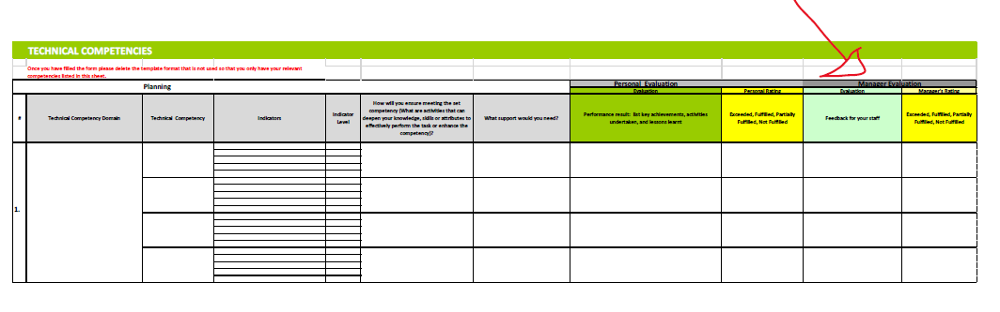 TECHNICAL COMPETENCIES
Once you have filled the form please delete the template format that is not used so that you only have your relevant
competencies listed in this sheet.
Planning
Personal Evaluation
Manager Evaluation
Evaluation
Personal Rating
Evaluation
Manager's Rating
#
Technical Competency Domain
Technical Competency
Indicators
Indicator
Level
How will you ensure meeting the set
competency (What are activities that can
deepen your knowledge, skills or attributes to
effectively perform the task or enhance the
competency)?
What support would you need?
Performance result: list key achievements, activities
undertaken, and lessons learnt
Exceeded, Fulfilled, Partially
Fulfilled, Not Fulfilled
Feedback for your staff
Exceeded, Fulfilled, Partially
Fulfilled, Not Fulfilled
1.